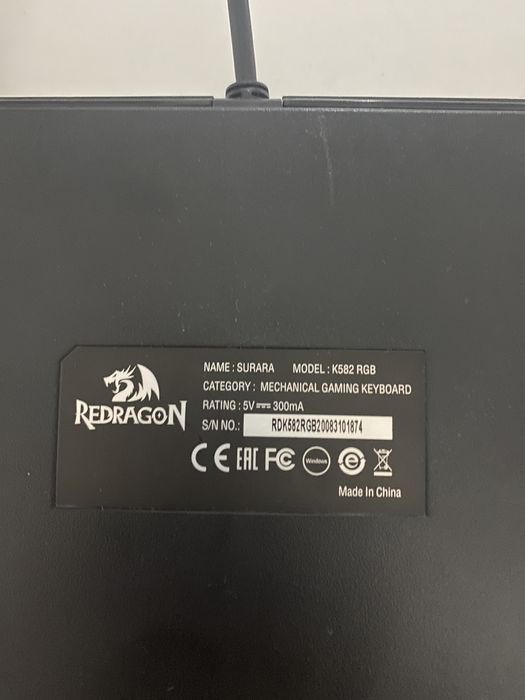 REDRAGON
NAME : SURARA MODEL : K582 RGB
CATEGORY : MECHANICAL GAMING KEYBOARD
RATING : 5V⎓300mA
S/N NO.: RDK582RGB20083101874
CE EAC FC Windows e
Made In China